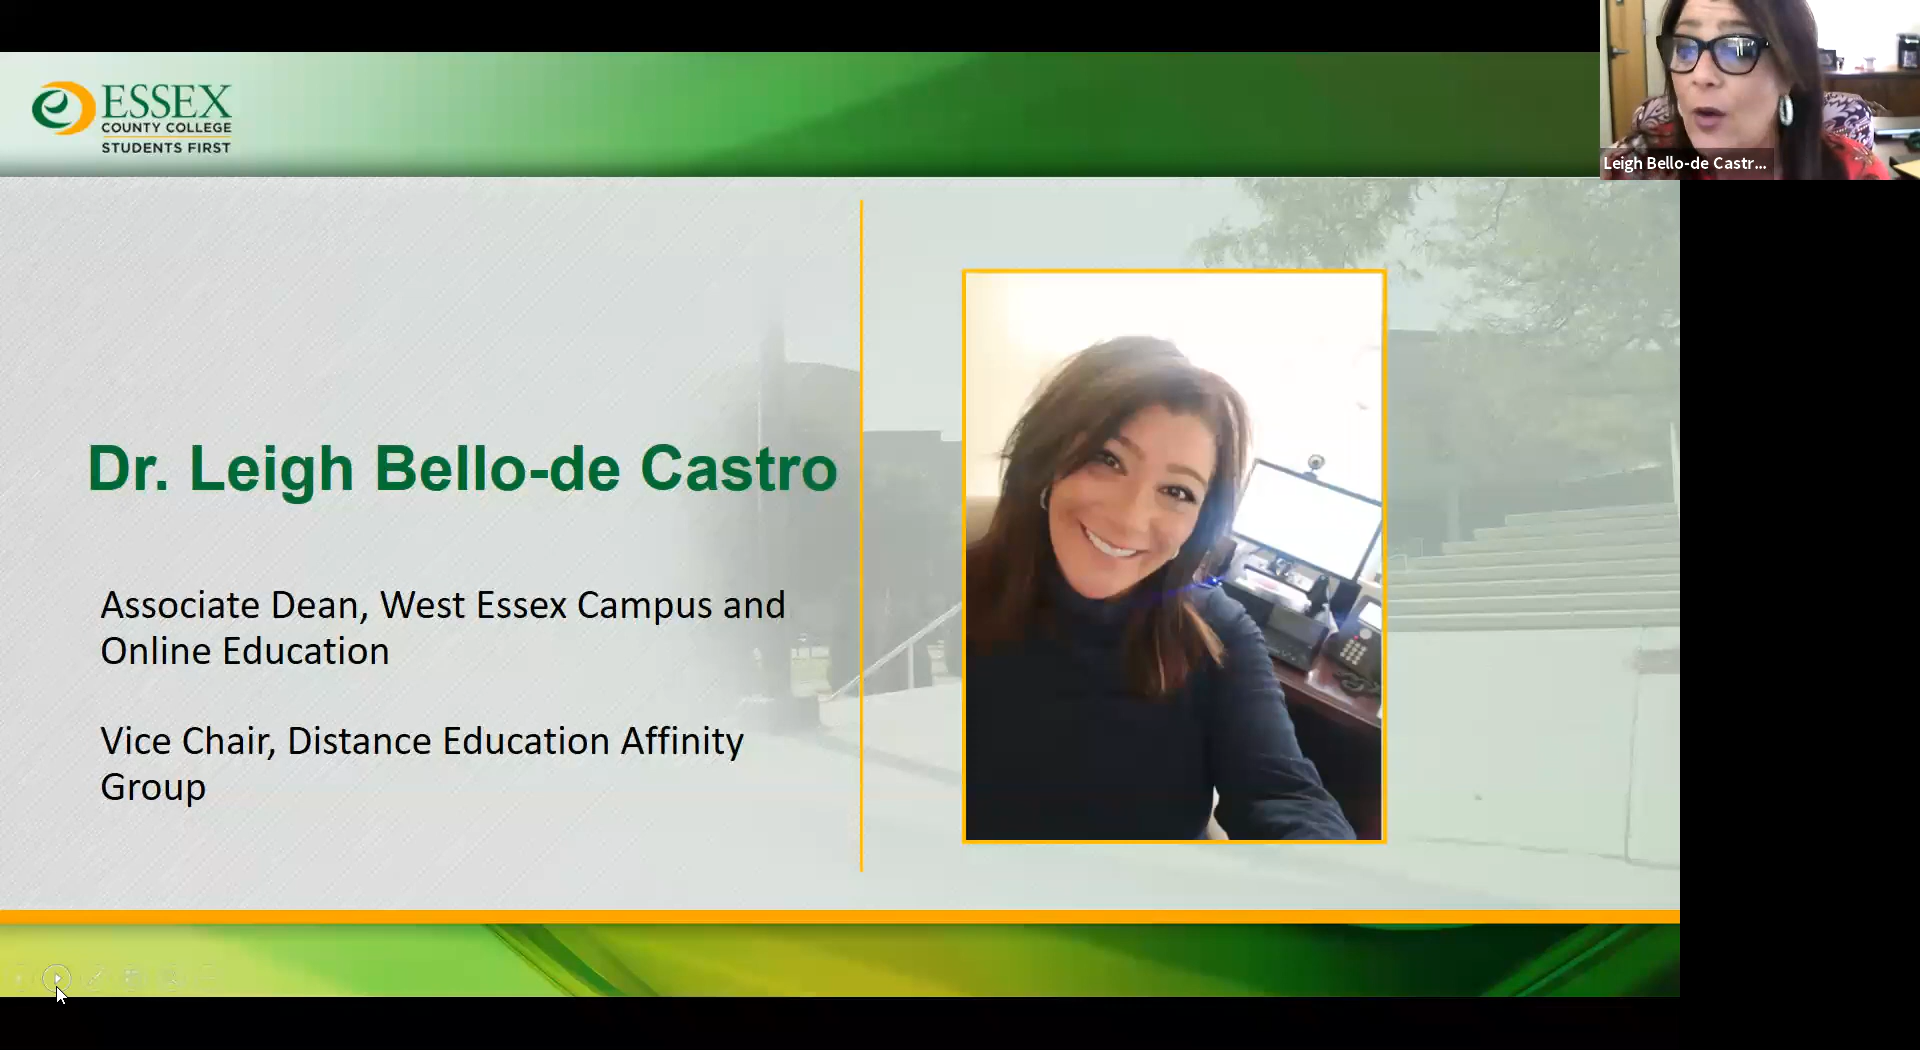 ESSEX
COUNTY COLLEGE
STUDENTS FIRST
Leigh Bello-de Castr...
Dr. Leigh Bello-de Castro
Associate Dean, West Essex Campus and
Online Education
Vice Chair, Distance Education Affinity
Group